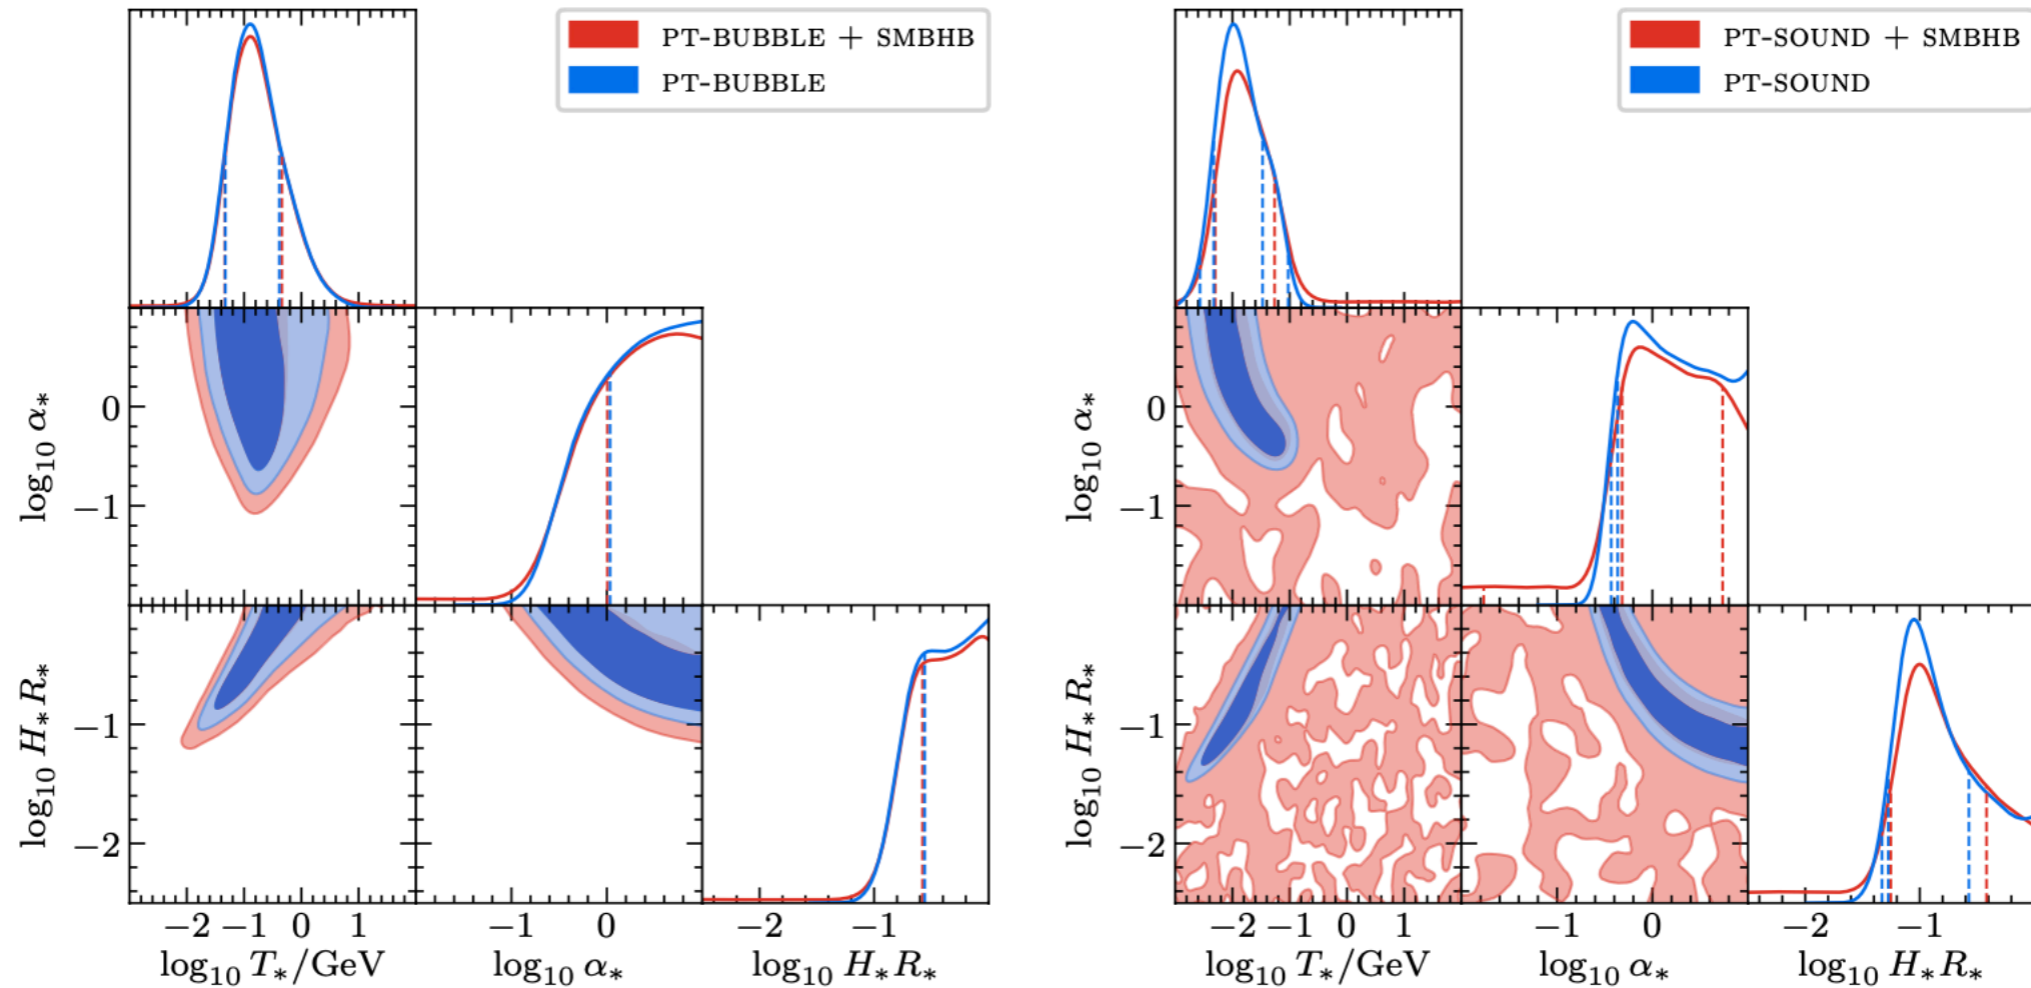 PT-BUBBLE + SMBHB
PT-BUBBLE
PT-SOUND + SMBHB
PT-SOUND
log₁₀ α∗
0
−1
log₁₀ α∗
0
−1
log₁₀ H∗R∗
−1
−2
log₁₀ H∗R∗
−1
−2
−2 −1 0 1
−1 0
−2 −1
−2 −1 0 1
−1 0
−2 −1
log₁₀ T∗/GeV
log₁₀ α∗
log₁₀ H∗R∗
log₁₀ T∗/GeV
log₁₀ α∗
log₁₀ H∗R∗